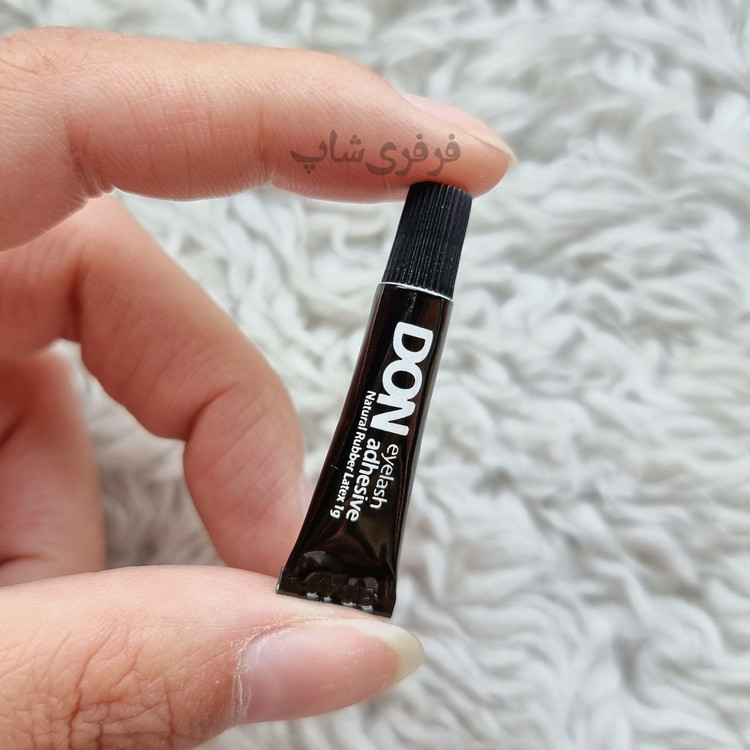 فرفری شاپ
DON
eyelash
adhesive
Natural Rubber Latex 1g